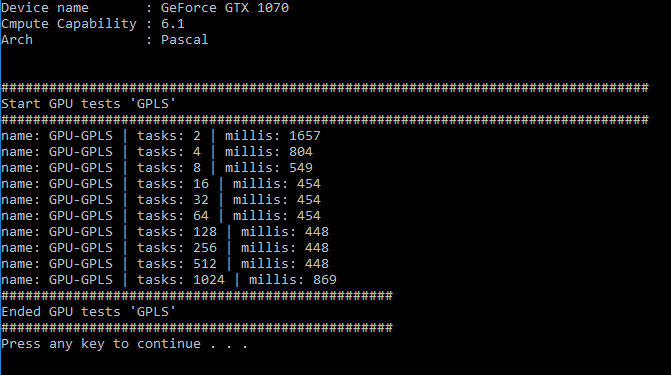 Device name       : GeForce GTX 1070
Cmpute Capability : 6.1
Arch              : Pascal
#################################################################################
Start GPU tests 'GPLS'
#################################################################################
name: GPU-GPLS | tasks: 2 | millis: 1657
name: GPU-GPLS | tasks: 4 | millis: 804
name: GPU-GPLS | tasks: 8 | millis: 549
name: GPU-GPLS | tasks: 16 | millis: 454
name: GPU-GPLS | tasks: 32 | millis: 454
name: GPU-GPLS | tasks: 64 | millis: 454
name: GPU-GPLS | tasks: 128 | millis: 448
name: GPU-GPLS | tasks: 256 | millis: 448
name: GPU-GPLS | tasks: 512 | millis: 448
name: GPU-GPLS | tasks: 1024 | millis: 869
#################################################
Ended GPU tests 'GPLS'
#################################################
Press any key to continue . . .